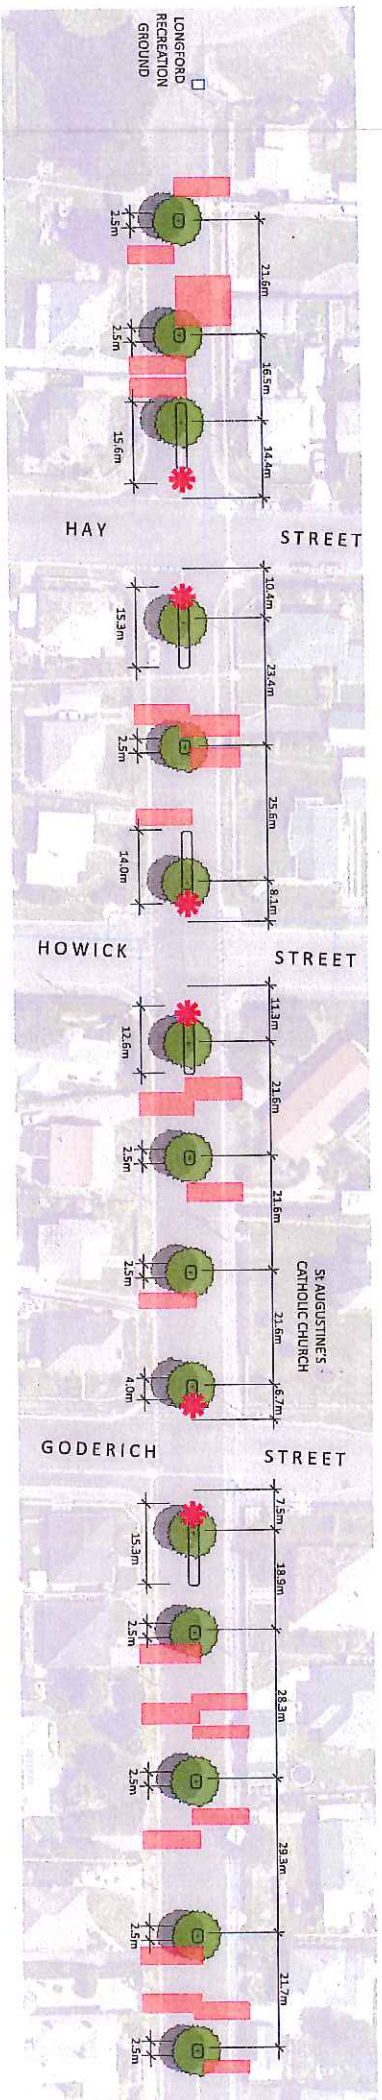 LONGFORD
RECREATION
GROUND
2.5m
21.6m
2.5m
16.5m
15.6m
14.4m
HAY STREET
10.4m
15.3m
23.4m
2.5m
25.6m
14.0m
8.1m
HOWICK STREET
11.3m
12.6m
21.6m
2.5m
21.6m
2.5m
21.6m
St AUGUSTINE'S -
CATHOLIC CHURCH
4.0m
6.7m
GODERICH STREET
7.5m
15.3m
18.9m
2.5m
28.3m
2.5m
29.3m
2.5m
21.7m
2.5m